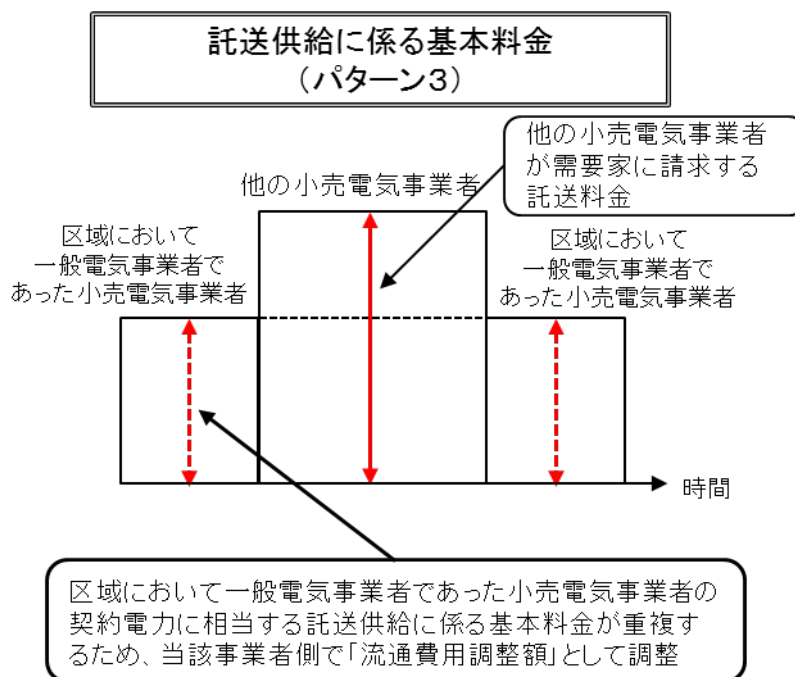 託送供給に係る基本料金
（パターン３）
他の小売電気事業者
が需要家に請求する
託送料金
他の小売電気事業者
区域において
一般電気事業者で
あった小売電気事業者
区域において
一般電気事業者で
あった小売電気事業者
時間
区域において一般電気事業者であった小売電気事業者の
契約電力に相当する託送供給に係る基本料金が重複す
るため、当該事業者側で「流通費用調整額」として調整